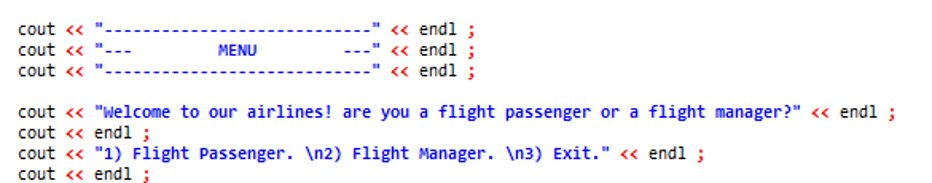 cout << "----------------------------" << endl ;
cout << "---         MENU         ---" << endl ;
cout << "----------------------------" << endl ;
cout << "Welcome to our airlines! are you a flight passenger or a flight manager?" << endl ;
cout << endl ;
cout << "1) Flight Passenger. \n2) Flight Manager. \n3) Exit." << endl ;
cout << endl ;